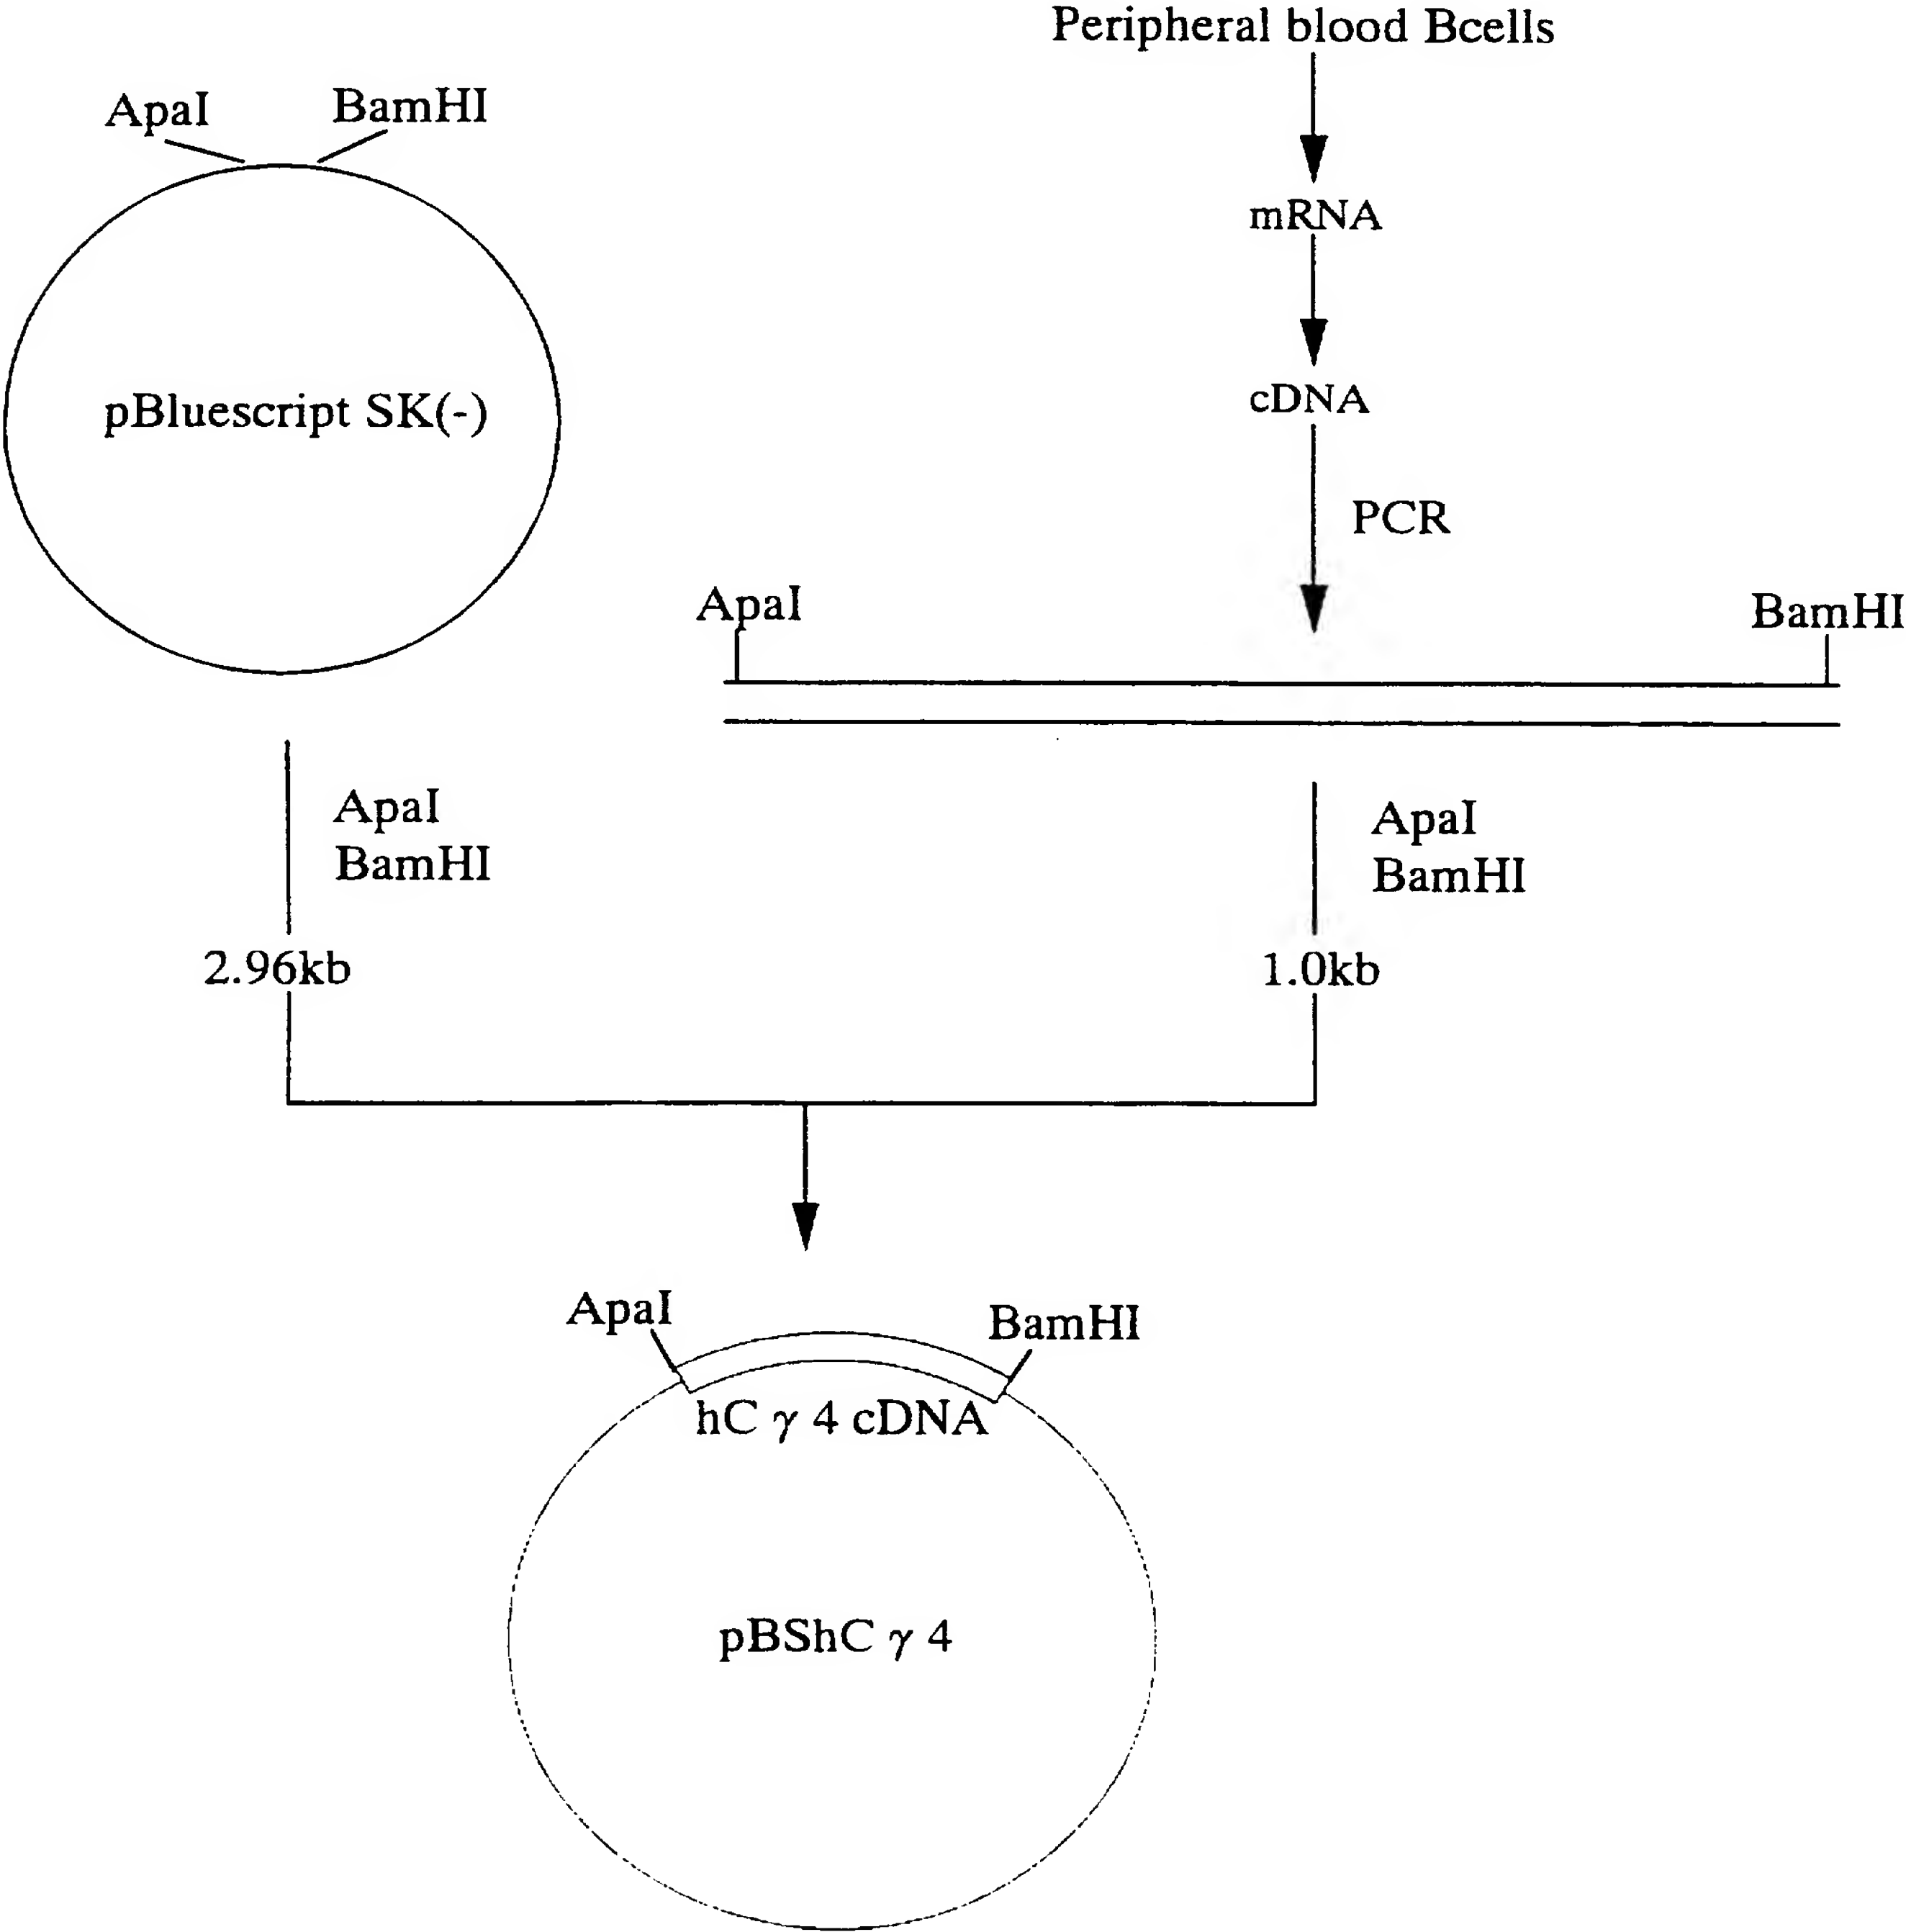 Peripheral blood Bcells
ApaI
BamHI
mRNA
pBluescript SK(-)
cDNA
PCR
ApaI
BamHI
ApaI
BamHI
ApaI
BamHI
2.96kb
1.0kb
ApaI
BamHI
hC γ 4 cDNA
pBShC γ 4